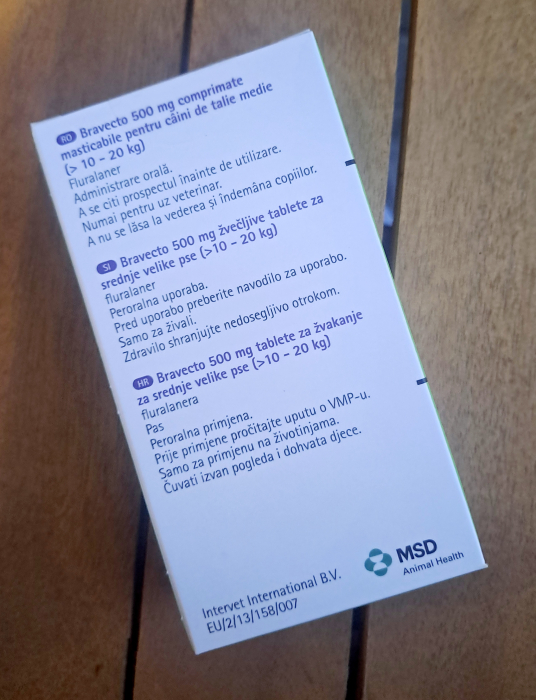 RO Bravecto 500 mg comprimate
masticabile pentru câini de talie medie
(> 10 – 20 kg)
Fluralaner
Administrare orală.
A se citi prospectul înainte de utilizare.
Numai pentru uz veterinar.
A nu se lăsa la vederea și îndemâna copiilor.
SI Bravecto 500 mg žvečljive tablete za
srednje velike pse (>10 – 20 kg)
fluralaner
Peroralna uporaba.
Pred uporabo preberite navodilo za uporabo.
Samo za živali.
Zdravilo shranjujte nedosegljivo otrokom.
HR Bravecto 500 mg tablete za žvakanje
za srednje velike pse (>10 – 20 kg)
fluralanera
Pas
Peroralna primjena.
Prije primjene pročitajte uputu o VMP-u.
Samo za primjenu na životinjama.
Čuvati izvan pogleda i dohvata djece.
Intervet International B.V.
EU/2/13/158/007
MSD
Animal Health